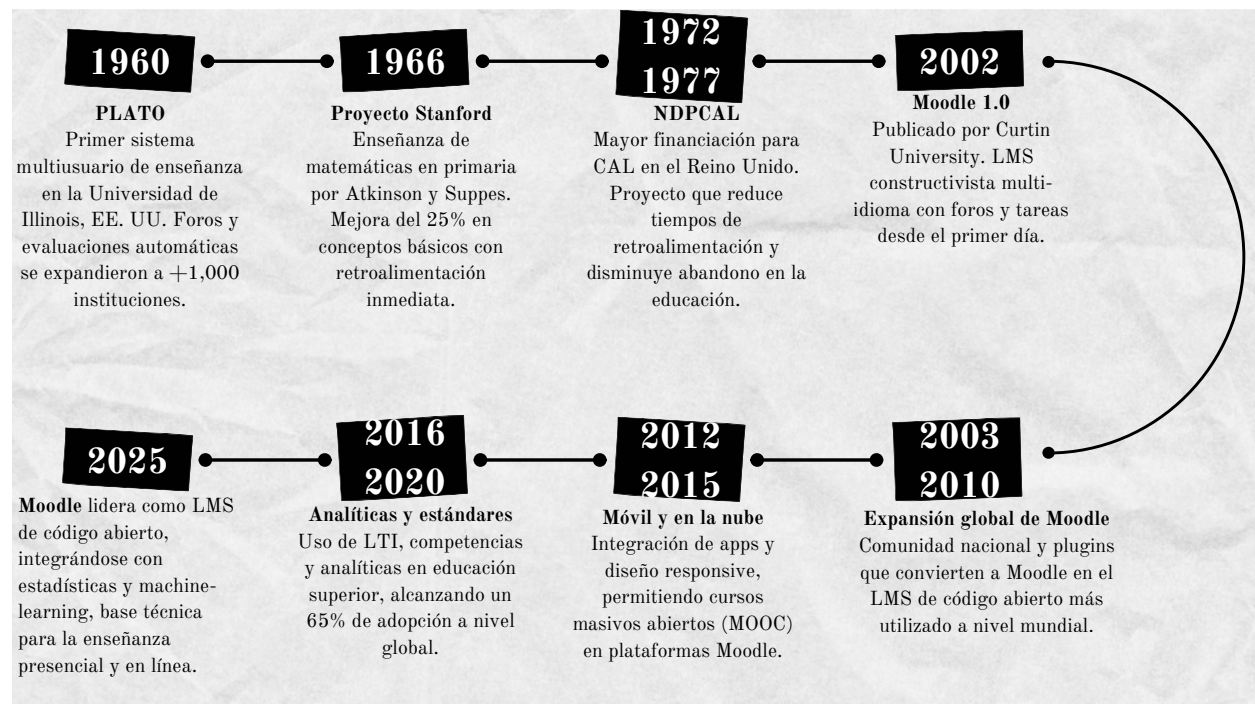 1960
PLATO
Primer sistema
multiusuario de enseñanza
en la Universidad de
Illinois, EE. UU. Foros y
evaluaciones automáticas
se expandieron a +1,000
instituciones.
1966
Proyecto Stanford
Enseñanza de
matemáticas en primaria
por Atkinson y Suppes.
Mejora del 25% en
conceptos básicos con
retroalimentación
inmediata.
1972
1977
NDPCAL
Mayor financiación para
CAL en el Reino Unido.
Proyecto que reduce
tiempos de
retroalimentación y
disminuye abandono en la
educación.
2002
Moodle 1.0
Publicado por Curtin
University. LMS
constructivista multi-
idioma con foros y tareas
desde el primer día.
2003
2010
Expansión global de Moodle
Comunidad nacional y plugins
que convierten a Moodle en el
LMS de código abierto más
utilizado a nivel mundial.
2012
2015
Móvil y en la nube
Integración de apps y
diseño responsive,
permitiendo cursos
masivos abiertos (MOOC)
en plataformas Moodle.
2016
2020
Analíticas y estándares
Uso de LTI, competencias
y analíticas en educación
superior, alcanzando un
65% de adopción a nivel
global.
2025
Moodle lidera como LMS
de código abierto,
integrándose con
estadísticas y machine-
learning, base técnica
para la enseñanza
presencial y en línea.